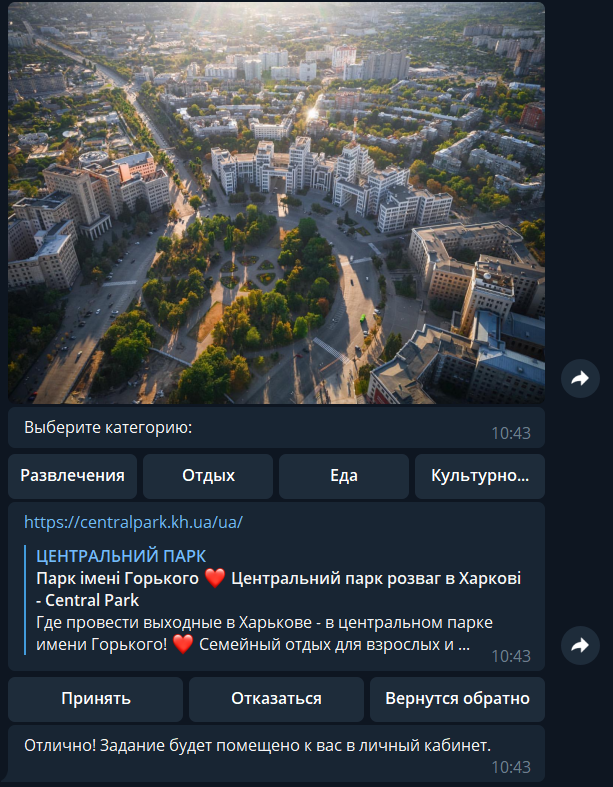 Выберите категорию:
10:43
Развлечения
Отдых
Еда
Культурно...
https://centralpark.kh.ua/ua/
ЦЕНТРАЛЬНИЙ ПАРК
Парк імені Горького ❤️ Центральний парк розваг в Харкові
- Central Park
Где провести выходные в Харькове - в центральном парке
имени Горького! ❤️ Семейный отдых для взрослых и ...
10:43
Принять
Отказаться
Вернутся обратно
Отлично! Задание будет помещено к вас в личный кабинет.
10:43